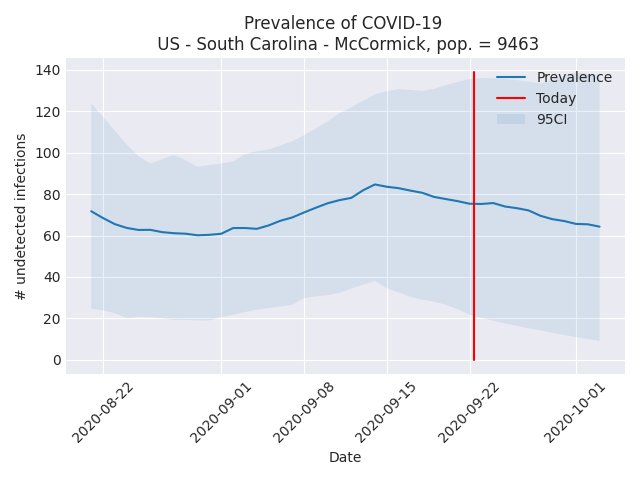 Prevalence of COVID-19
US - South Carolina - McCormick, pop. = 9463
# undetected infections
140
120
100
80
60
40
20
0
Prevalence
Today
95CI
2020-08-22
2020-09-01
2020-09-08
2020-09-15
2020-09-22
2020-10-01
Date